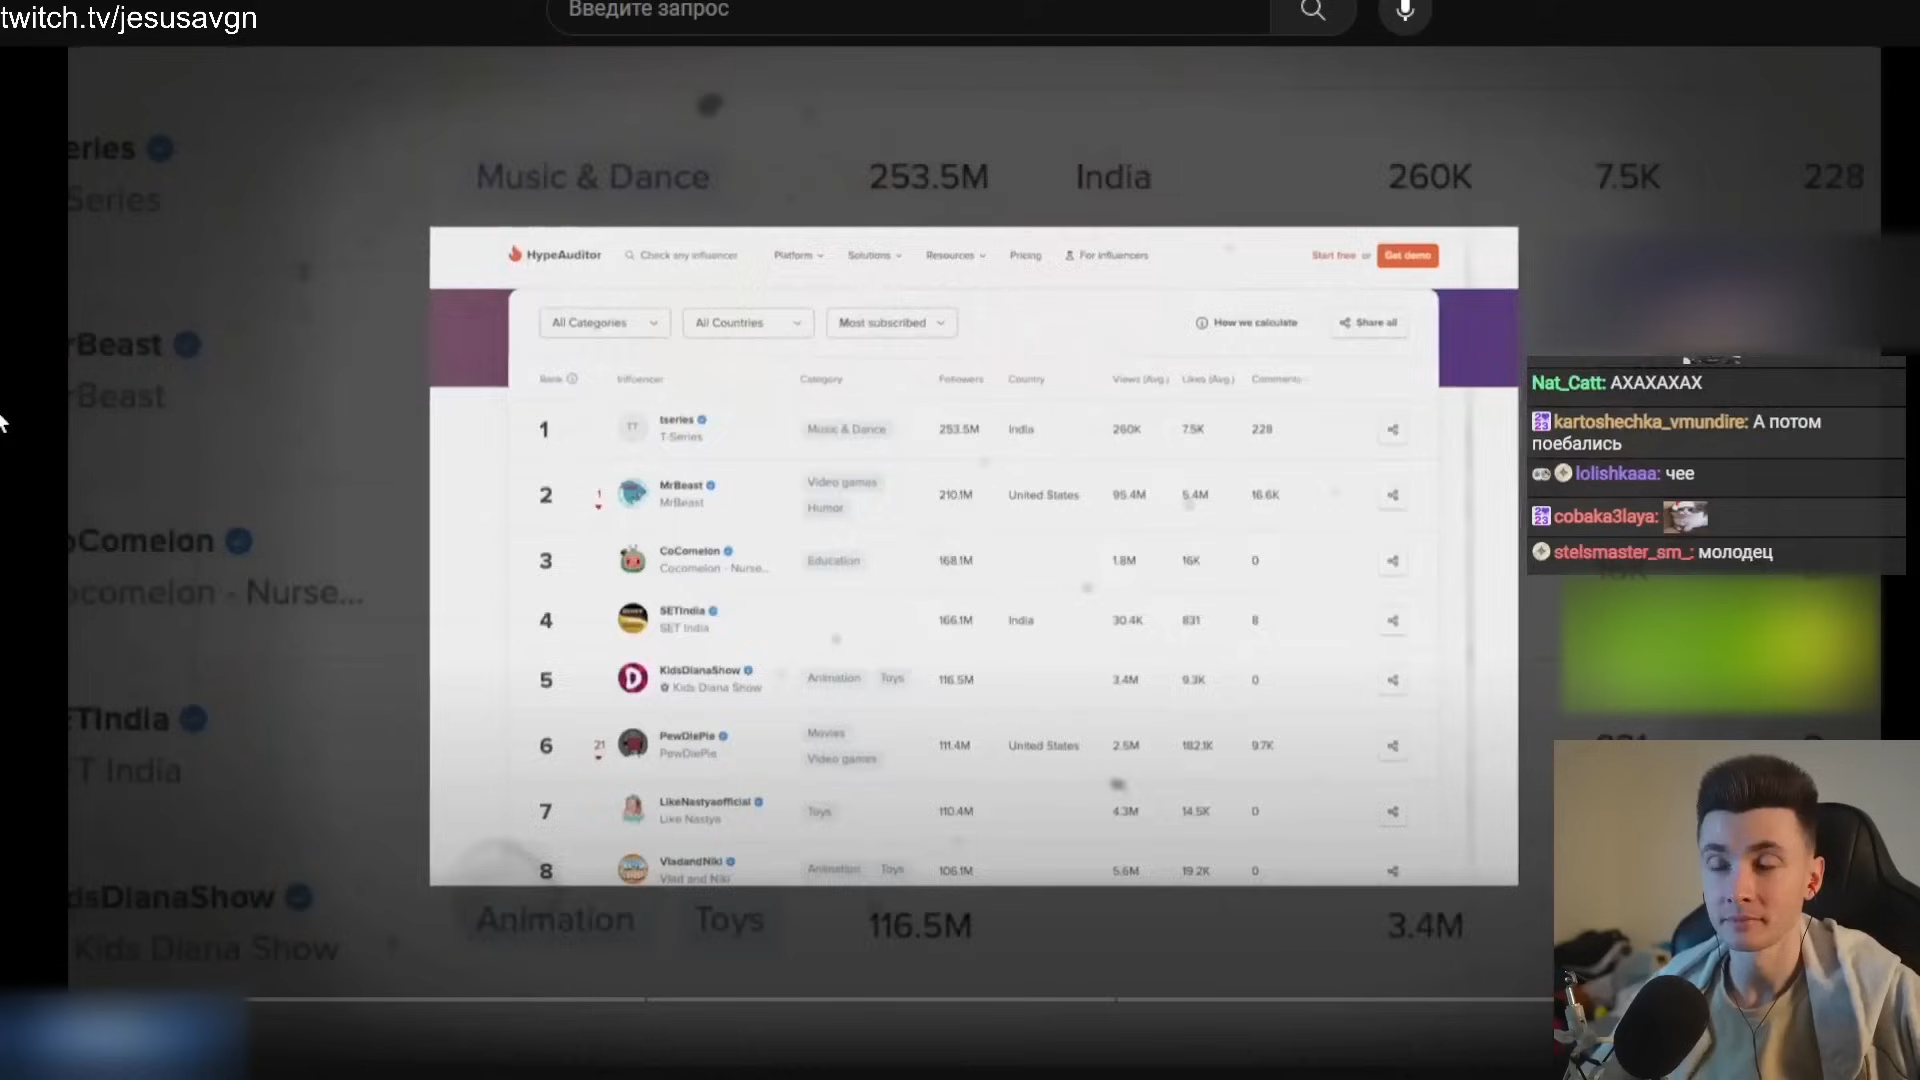 twitch.tv/jesusavgn
Введите запрос
eries
Series
Music & Dance 253.5M India 260K 7.5K 228
rBeast
rBeast
oComelon
ocomelon - Nurse...
TIndia
T India
dsDianaShow
Kids Diana Show
Animation Toys 116.5M 3.4M
HypeAuditor Check any influencer Platform Solutions Resources Pricing For influencers Start free or Get demo
All Categories All Countries Most subscribed How we calculate Share all
Rank Influencer Category Followers Country Views (Avg.) Likes (Avg.) Comments
1 tseries Music & Dance 253.5M India 260K 7.5K 228
TT T-Series
2 1 MrBeast Video games 210.1M United States 95.4M 5.4M 16.6K
MrBeast Humor
3 CoComelon Education 168.1M 1.8M 16K 0
Cocomelon - Nurse...
4 SETIndia 166.1M India 30.4K 831 8
SET India
5 KidsDianaShow Animation Toys 116.5M 3.4M 9.3K 0
Kids Diana Show
6 21 PewDiePie Movies 111.4M United States 2.5M 182.1K 9.7K
PewDiePie Video games
7 LikeNastyaofficial Toys 110.4M 4.3M 14.5K 0
Like Nastya
8 VladandNiki Animation Toys 106.1M 5.6M 19.2K 0
Vlad and Niki
Nat_Catt: АХАХАХАХ
kartoshechka_vmundire: А потом
поебались
lolishkaaa: чее
cobaka3laya:
stelsmaster_sm_: молодец